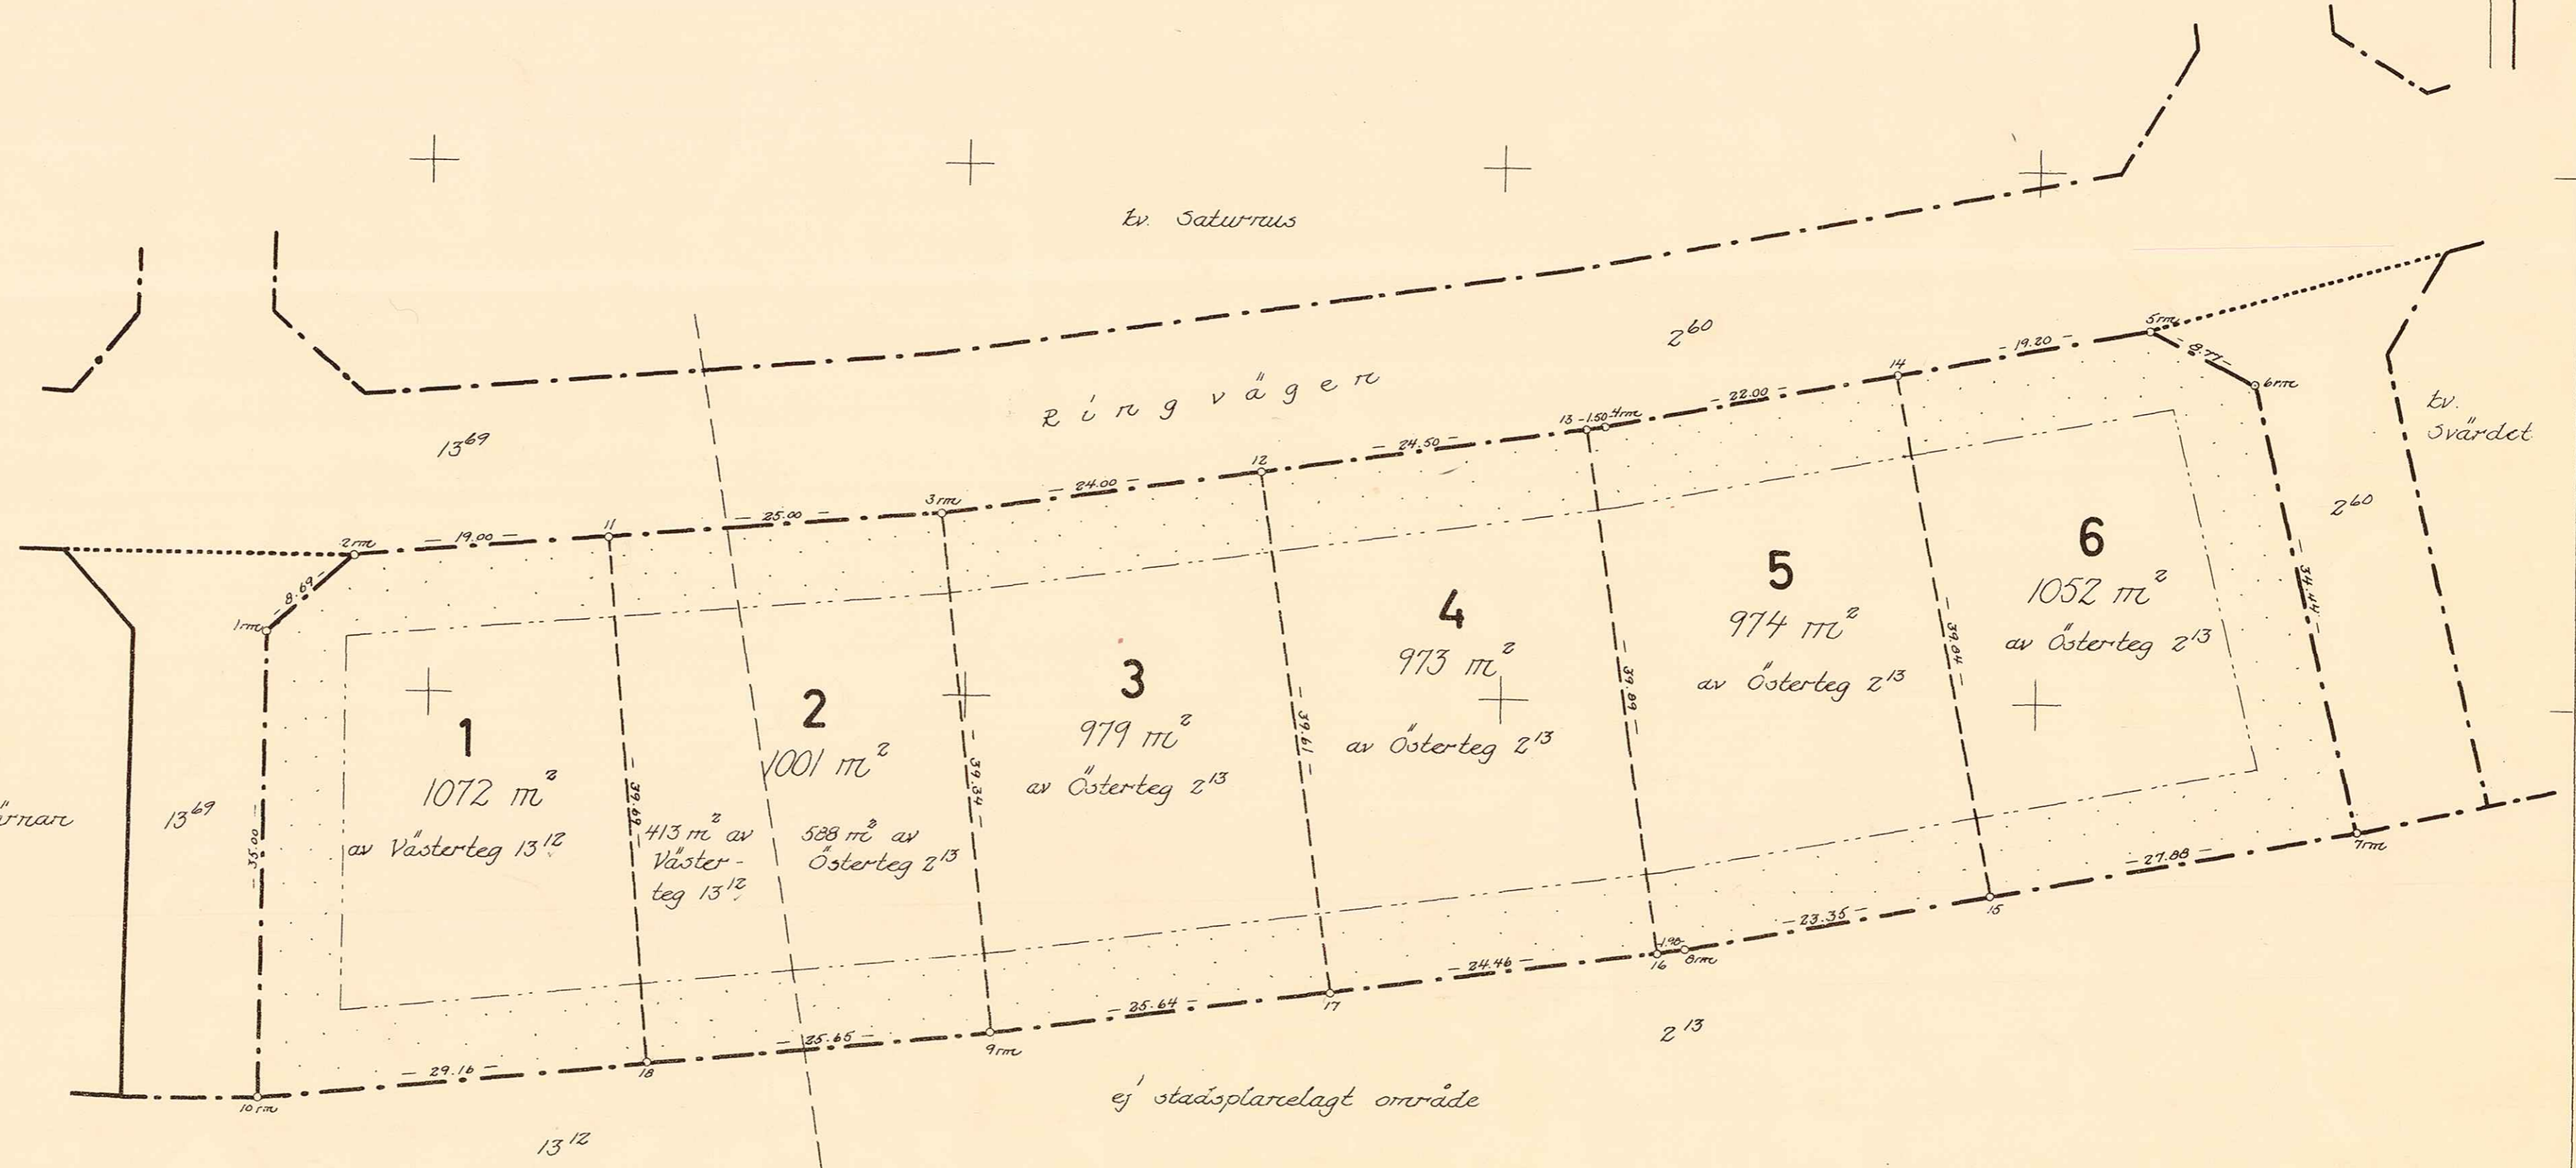 kv. Saturnus
2⁶⁰
Ringvägen
13⁶⁹
5rm
8.77
6rm
19.20
14
22.00
4rm
1.50
13
24.50
12
24.00
3rm
25.00
11
19.00
2rm
8.69
1rm
kv.
Svärdet
2⁶⁰
6
1052 m²
av Österteg 2¹³
34.44
5
974 m²
av Österteg 2¹³
39.84
4
973 m²
av Österteg 2¹³
39.89
3
979 m²
av Österteg 2¹³
39.61
2
1001 m²
413 m² av
Väster-
teg 13¹²
588 m² av
Österteg 2¹³
39.34
1
1072 m²
av Västerteg 13¹²
39.69
35.00
13⁶⁹
7rm
27.88
15
23.35
8rm
1.98
16
24.46
17
25.64
9rm
25.65
18
29.16
10rm
2¹³
ej stadsplanelagt område
13¹²